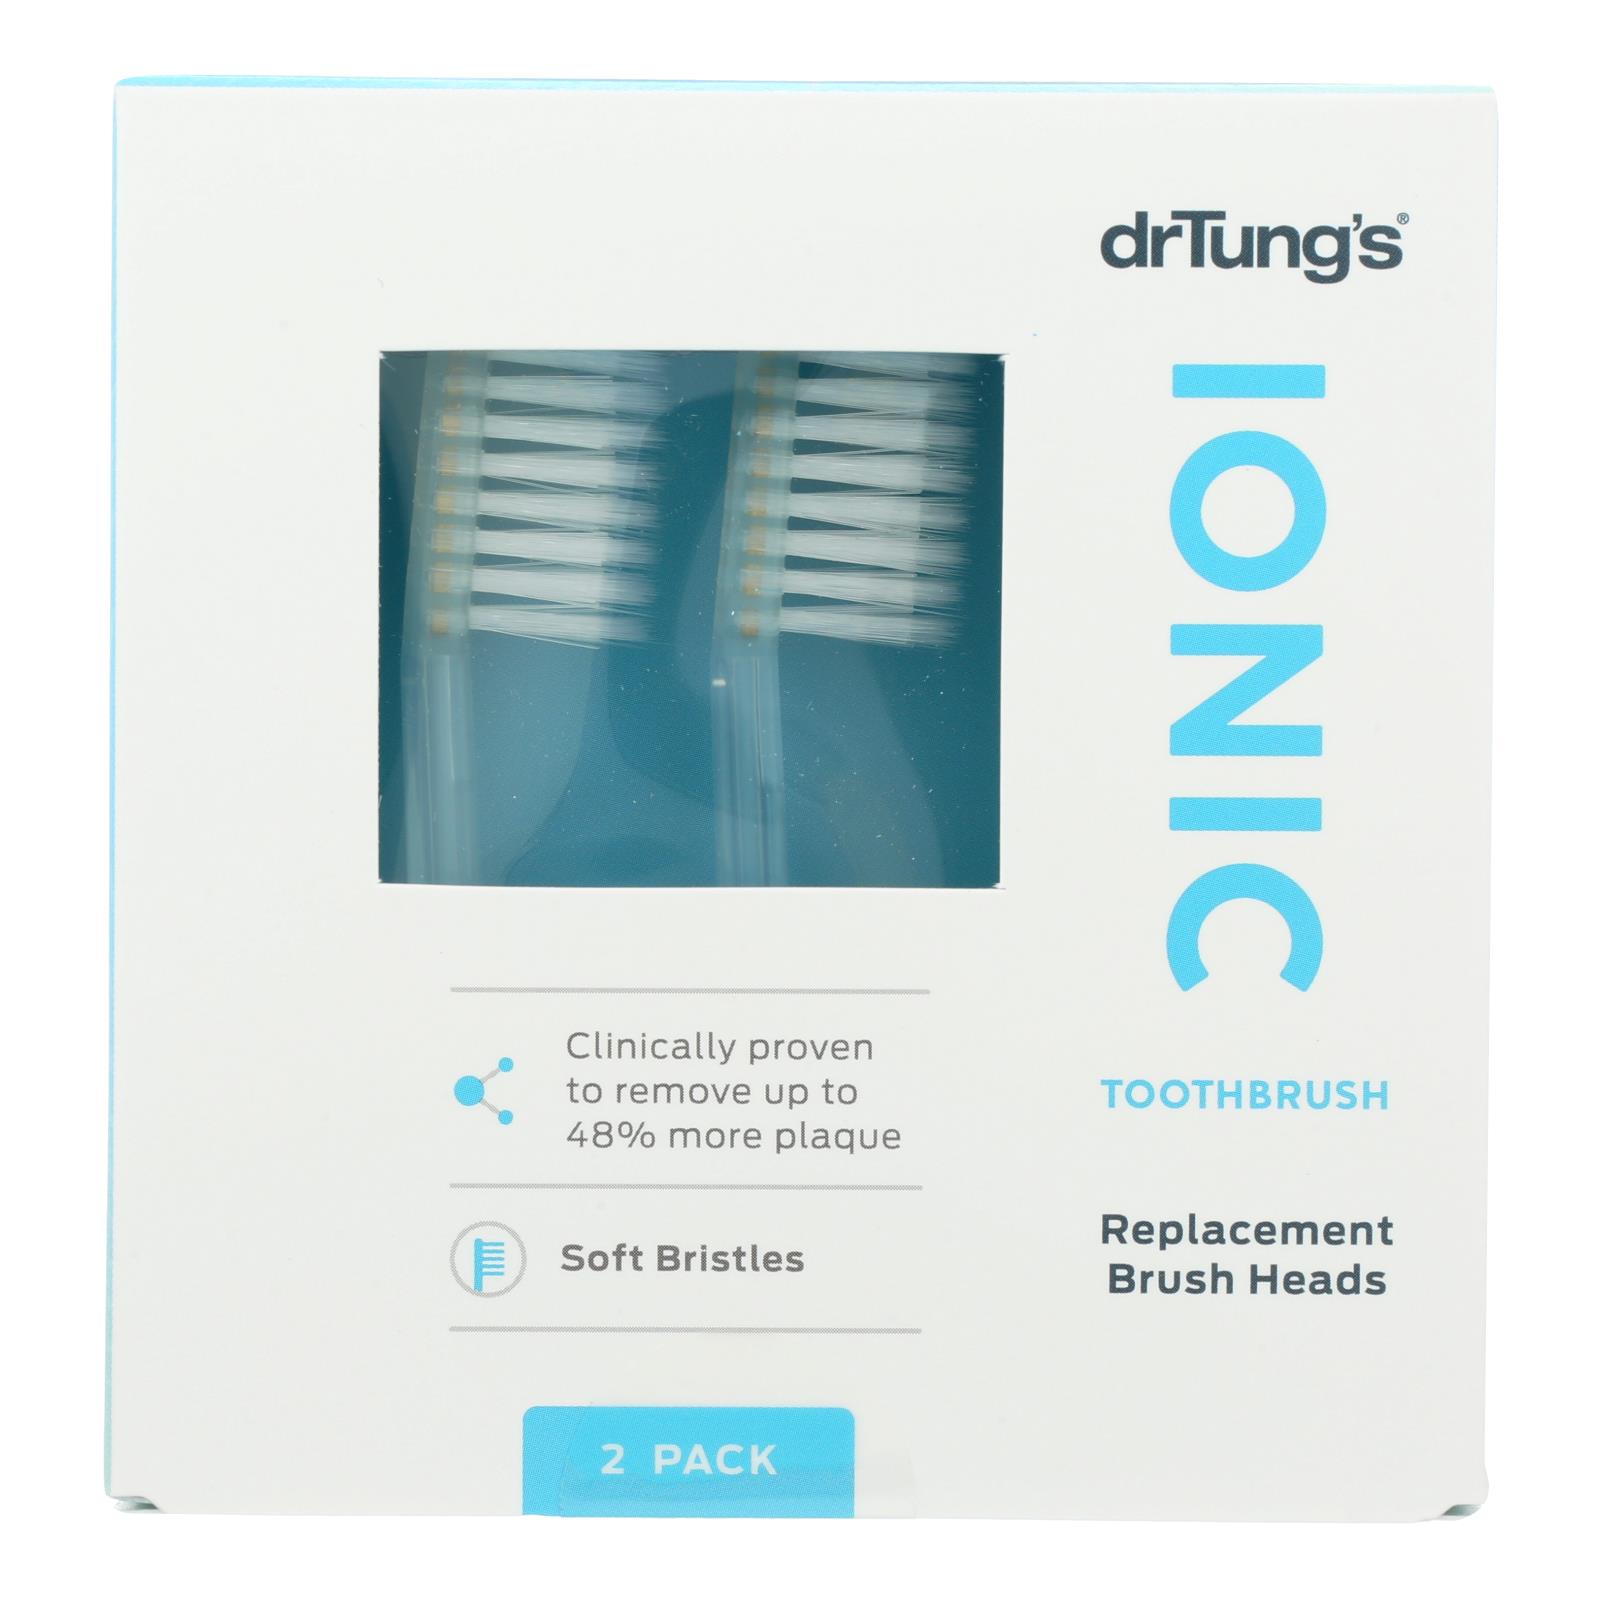 drTung's®
IONIC
TOOTHBRUSH
Replacement
Brush Heads
Clinically proven
to remove up to
48% more plaque
Soft Bristles
2 PACK